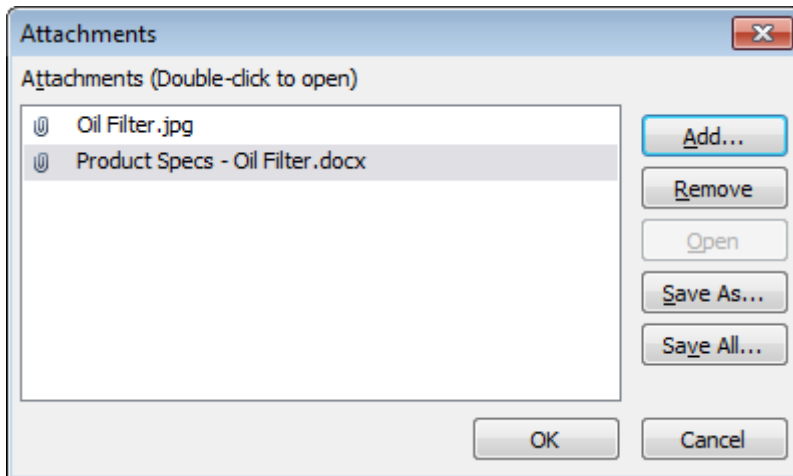 Attachments
Attachments (Double-click to open)
Oil Filter.jpg
Product Specs - Oil Filter.docx
Add...
Remove
Open
Save As...
Save All...
OK
Cancel